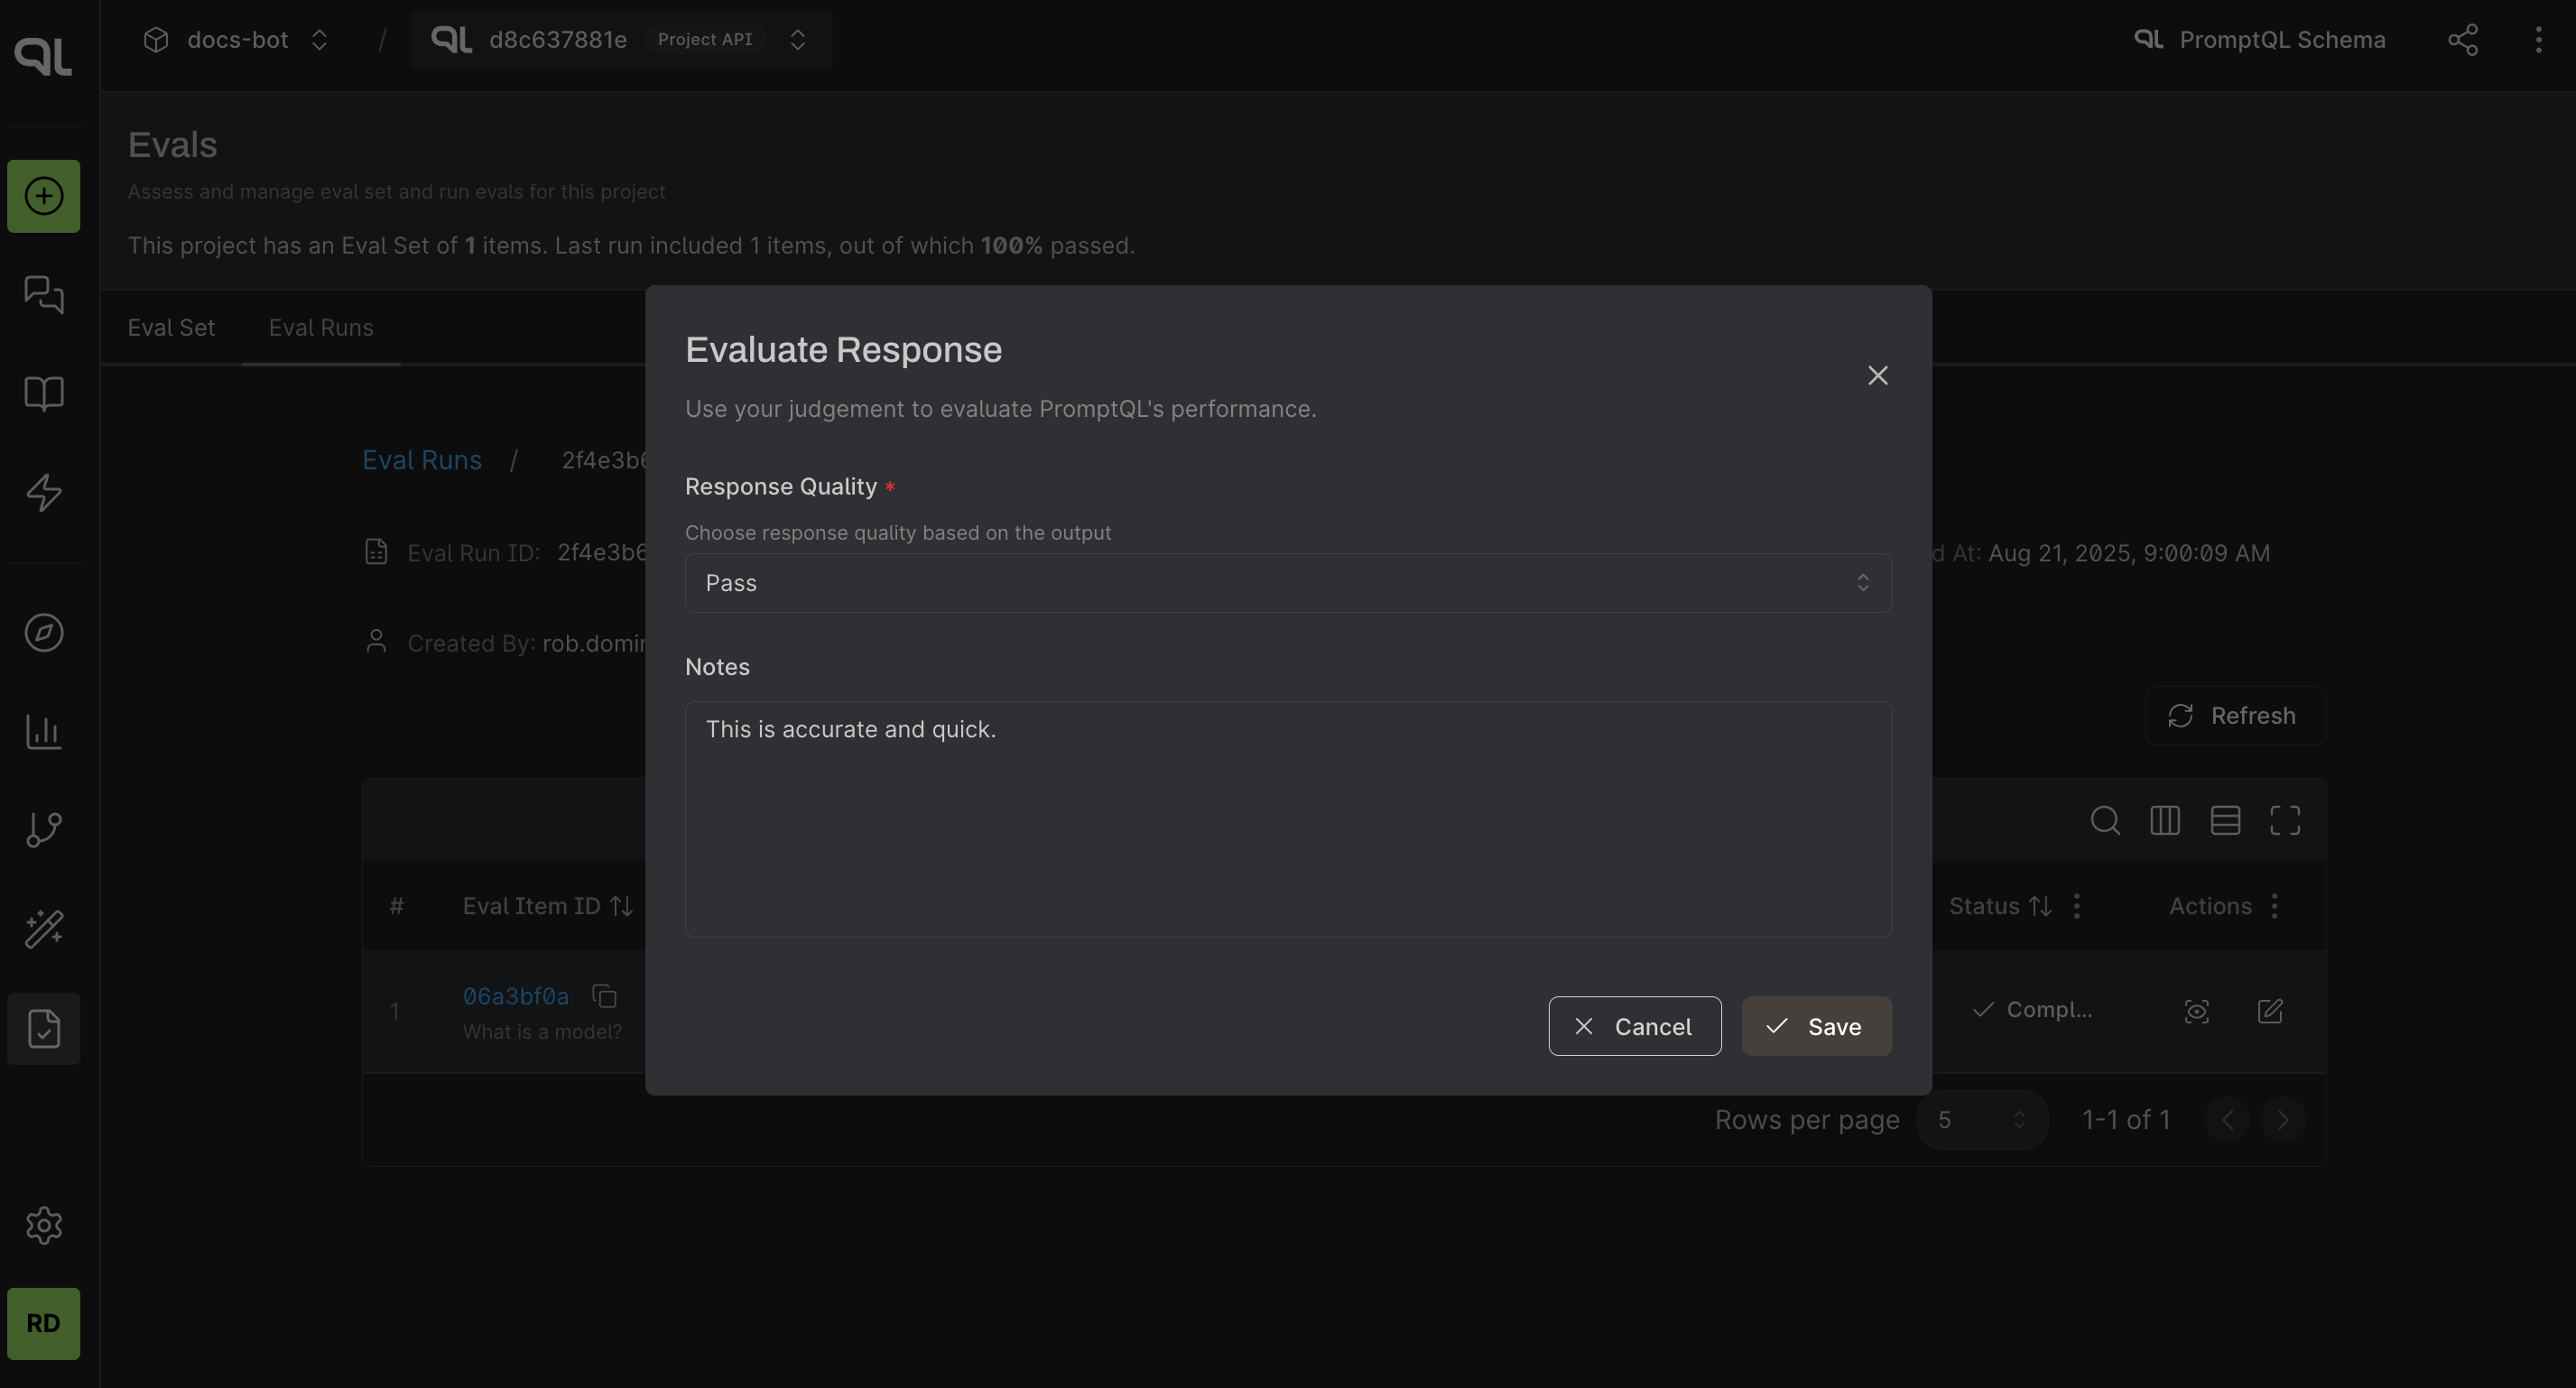 QL
docs-bot / QL d8c637881e Project API
QL PromptQL Schema
Evals
Assess and manage eval set and run evals for this project
This project has an Eval Set of 1 items. Last run included 1 items, out of which 100% passed.
Eval Set Eval Runs
Evaluate Response
Use your judgement to evaluate PromptQL's performance.
Response Quality *
Choose response quality based on the output
Pass
Notes
This is accurate and quick.
Cancel Save
Eval Runs / 2f4e3b6
Eval Run ID: 2f4e3b6
d At: Aug 21, 2025, 9:00:09 AM
Created By: rob.domin
Refresh
# Eval Item ID Status Actions
1 06a3bf0a Compl...
What is a model?
Rows per page 5 1-1 of 1
RD